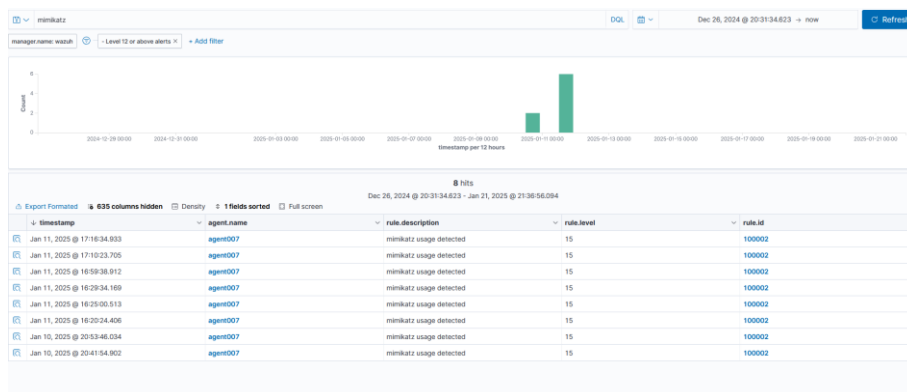 mimikatz DQL Dec 26, 2024 @ 20:31:34.623 → now Refresh
manager.name: wazuh - Level 12 or above alerts × + Add filter
8
6
4
2
0
Count
2024-12-29 00:00 2024-12-31 00:00 2025-01-03 00:00 2025-01-05 00:00 2025-01-07 00:00 2025-01-09 00:00 2025-01-11 00:00 2025-01-13 00:00 2025-01-15 00:00 2025-01-17 00:00 2025-01-19 00:00 2025-01-21 00:00
timestamp per 12 hours
8 hits
Dec 26, 2024 @ 20:31:34.623 - Jan 21, 2025 @ 21:36:56.094
Export Formated 635 columns hidden Density 1 fields sorted Full screen
timestamp agent.name rule.description rule.level rule.id
Jan 11, 2025 @ 17:16:34.933 agent007 mimikatz usage detected 15 100002
Jan 11, 2025 @ 17:10:23.705 agent007 mimikatz usage detected 15 100002
Jan 11, 2025 @ 16:59:38.912 agent007 mimikatz usage detected 15 100002
Jan 11, 2025 @ 16:29:34.169 agent007 mimikatz usage detected 15 100002
Jan 11, 2025 @ 16:25:00.513 agent007 mimikatz usage detected 15 100002
Jan 11, 2025 @ 16:20:24.406 agent007 mimikatz usage detected 15 100002
Jan 10, 2025 @ 20:53:46.034 agent007 mimikatz usage detected 15 100002
Jan 10, 2025 @ 20:41:54.902 agent007 mimikatz usage detected 15 100002